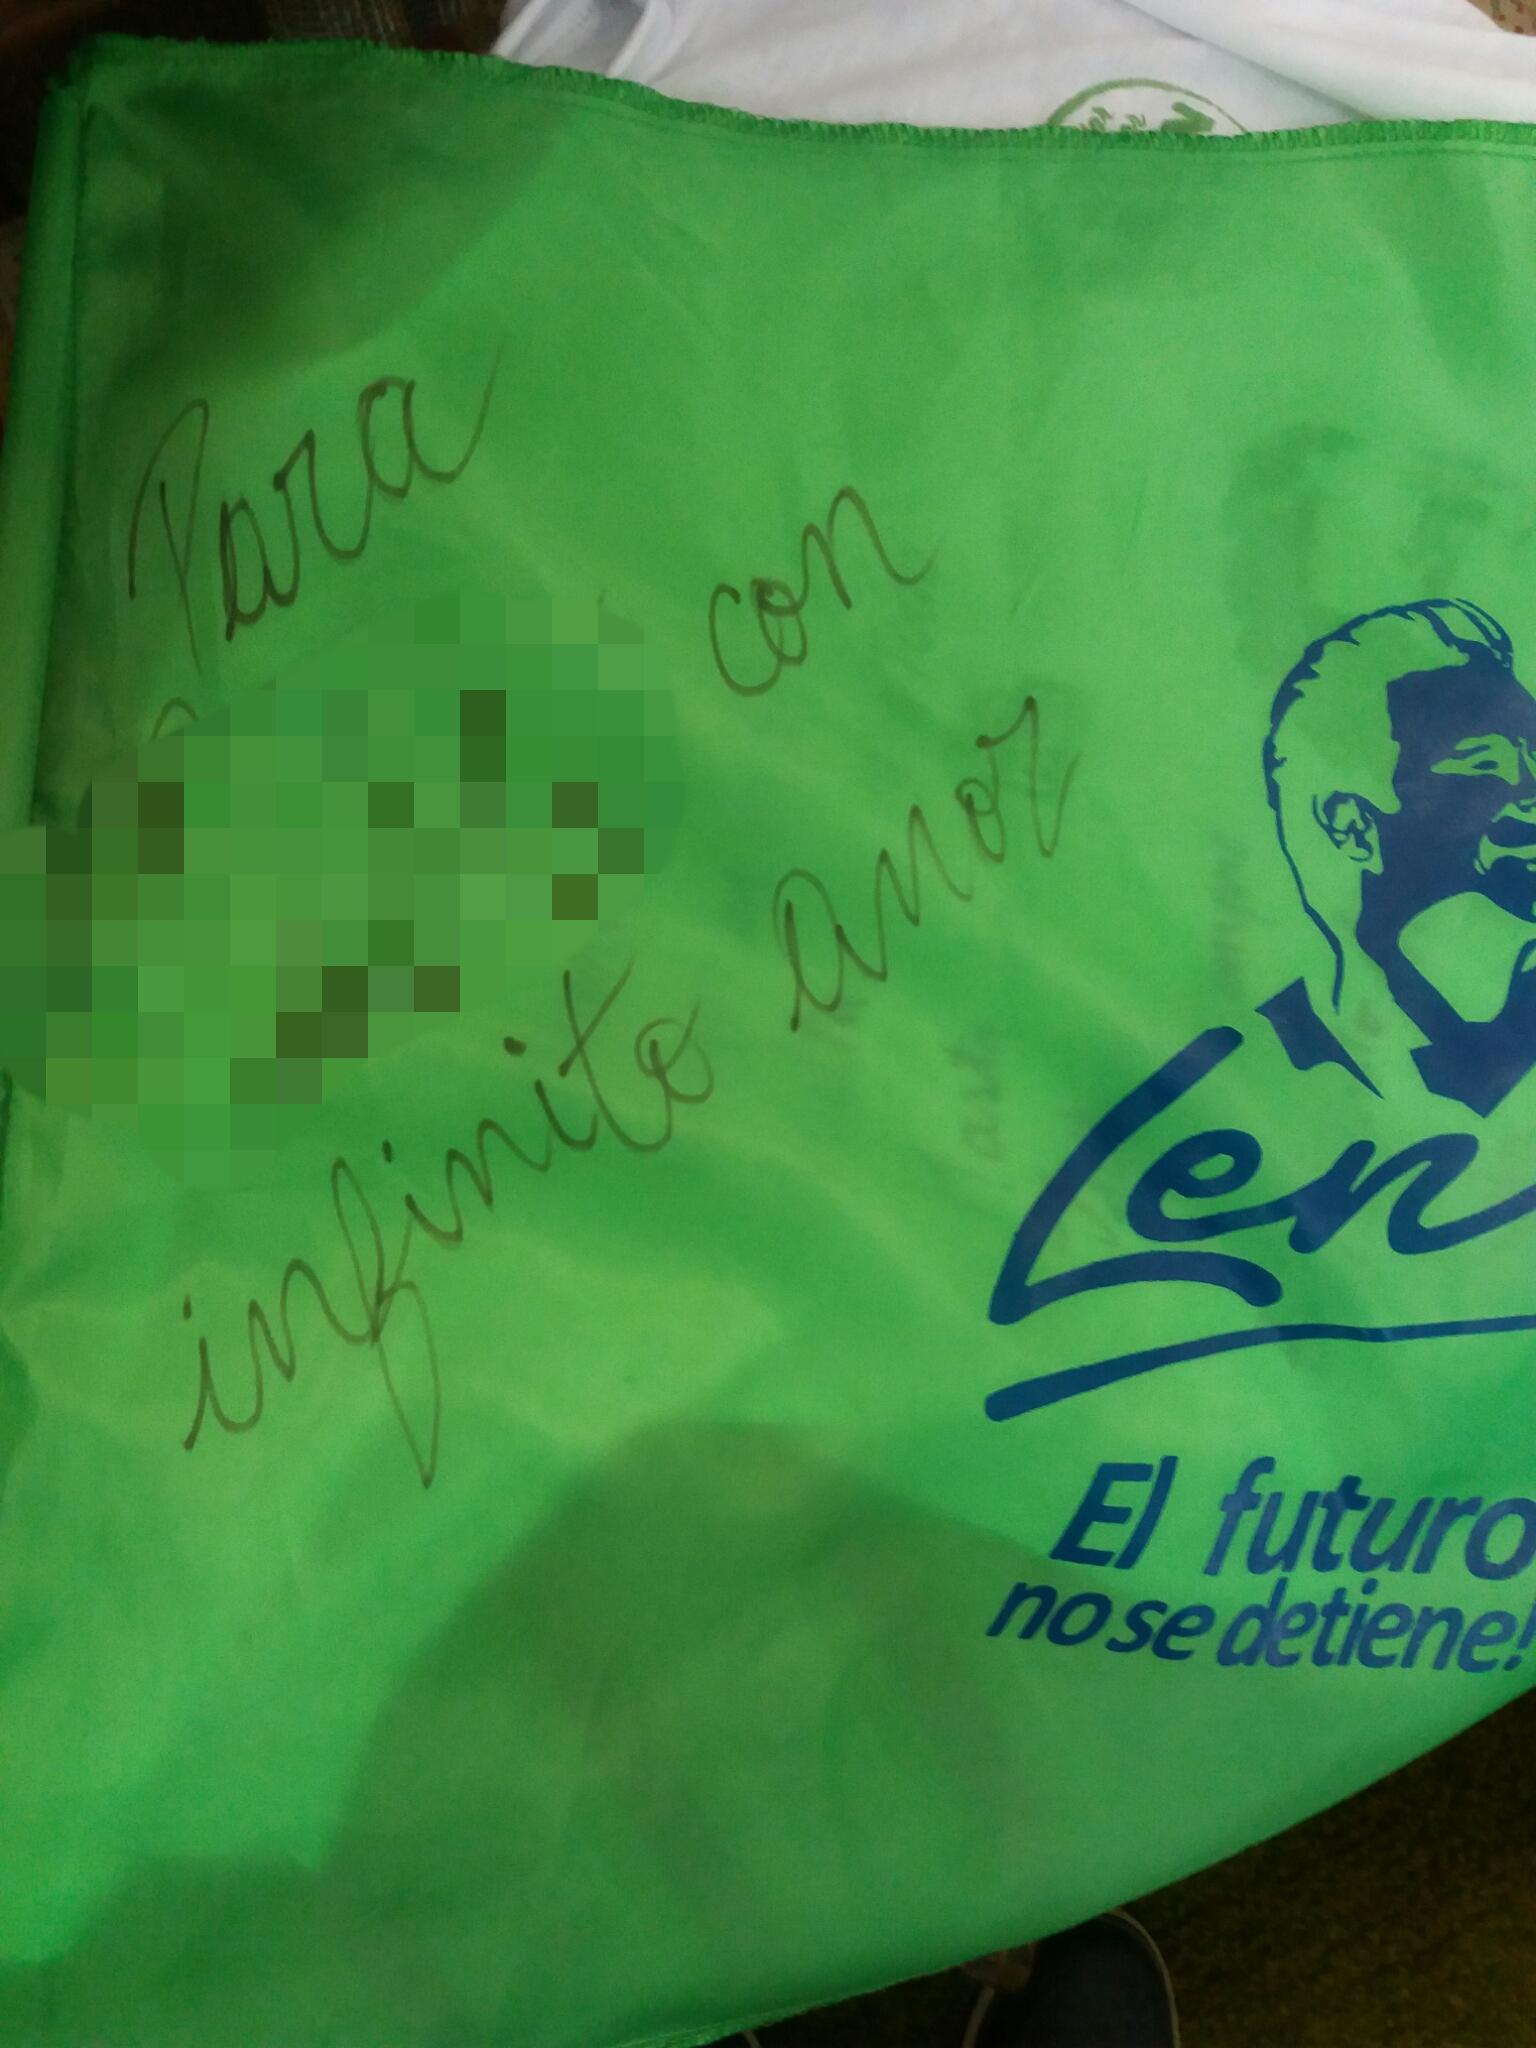 Para
con
infinito amor
Len
El futuro
no se detiene!